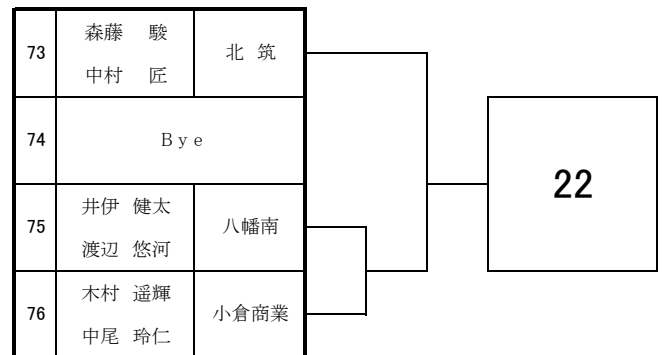 73 森藤 駿 中村 匠 北 筑
74 Bye
75 井伊 健太 渡辺 悠河 八幡南
76 木村 遥輝 中尾 玲仁 小倉商業
22